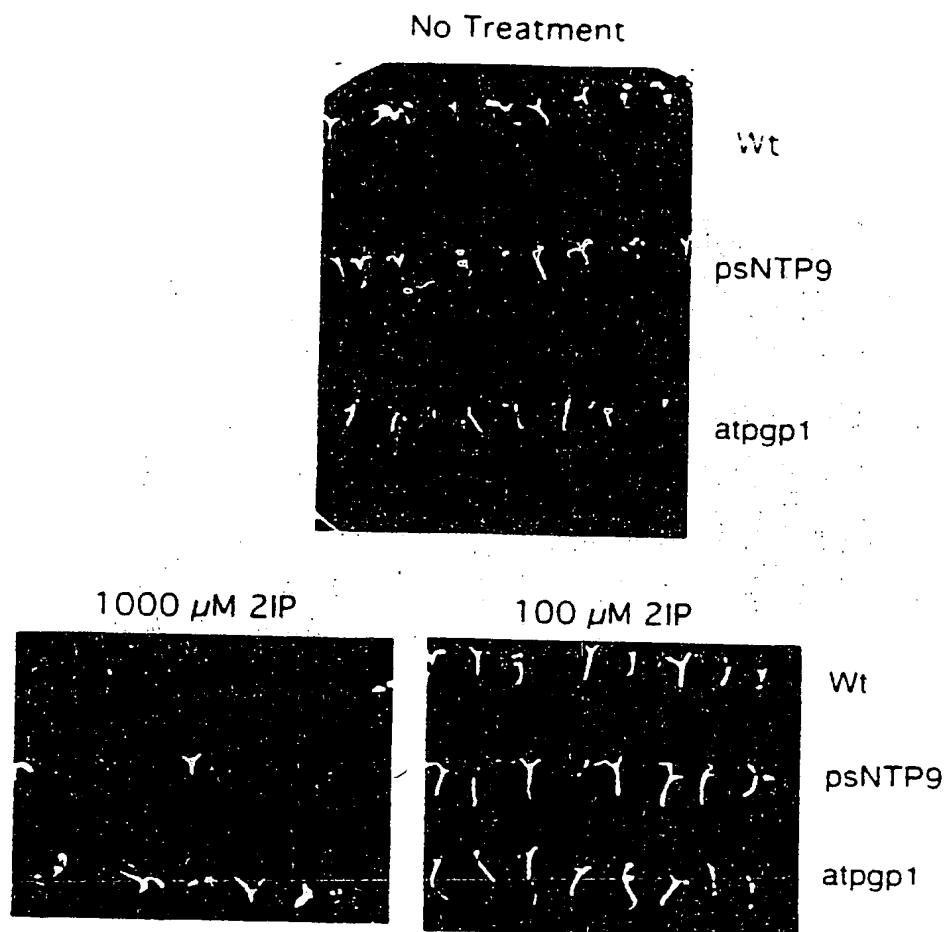 No Treatment
Wt
psNTP9
atpgp1
1000 µM 2IP
100 µM 2IP
Wt
psNTP9
atpgp1